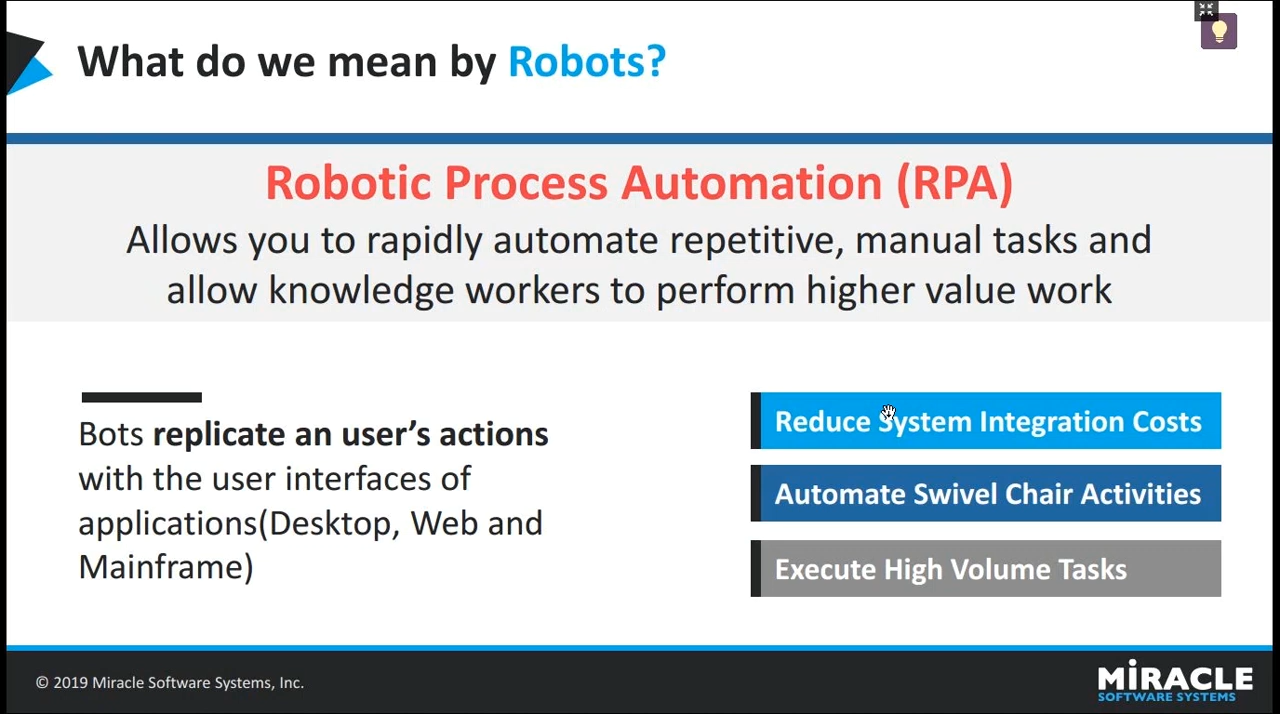 What do we mean by Robots?
Robotic Process Automation (RPA)
Allows you to rapidly automate repetitive, manual tasks and
allow knowledge workers to perform higher value work
Bots replicate an user’s actions
with the user interfaces of
applications(Desktop, Web and
Mainframe)
Reduce System Integration Costs
Automate Swivel Chair Activities
Execute High Volume Tasks
© 2019 Miracle Software Systems, Inc.
MiRACLE
SOFTWARE SYSTEMS